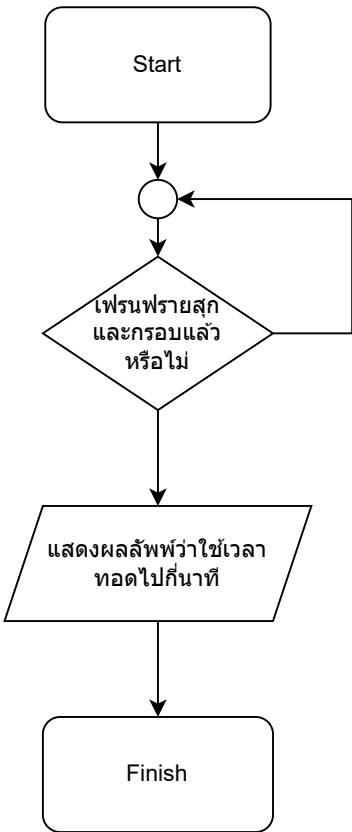 Start
เฟรนฟรายสุก
และกรอบแล้ว
หรือไม่
แสดงผลลัพพ์ว่าใช้เวลา
ทอดไปกี่นาที
Finish